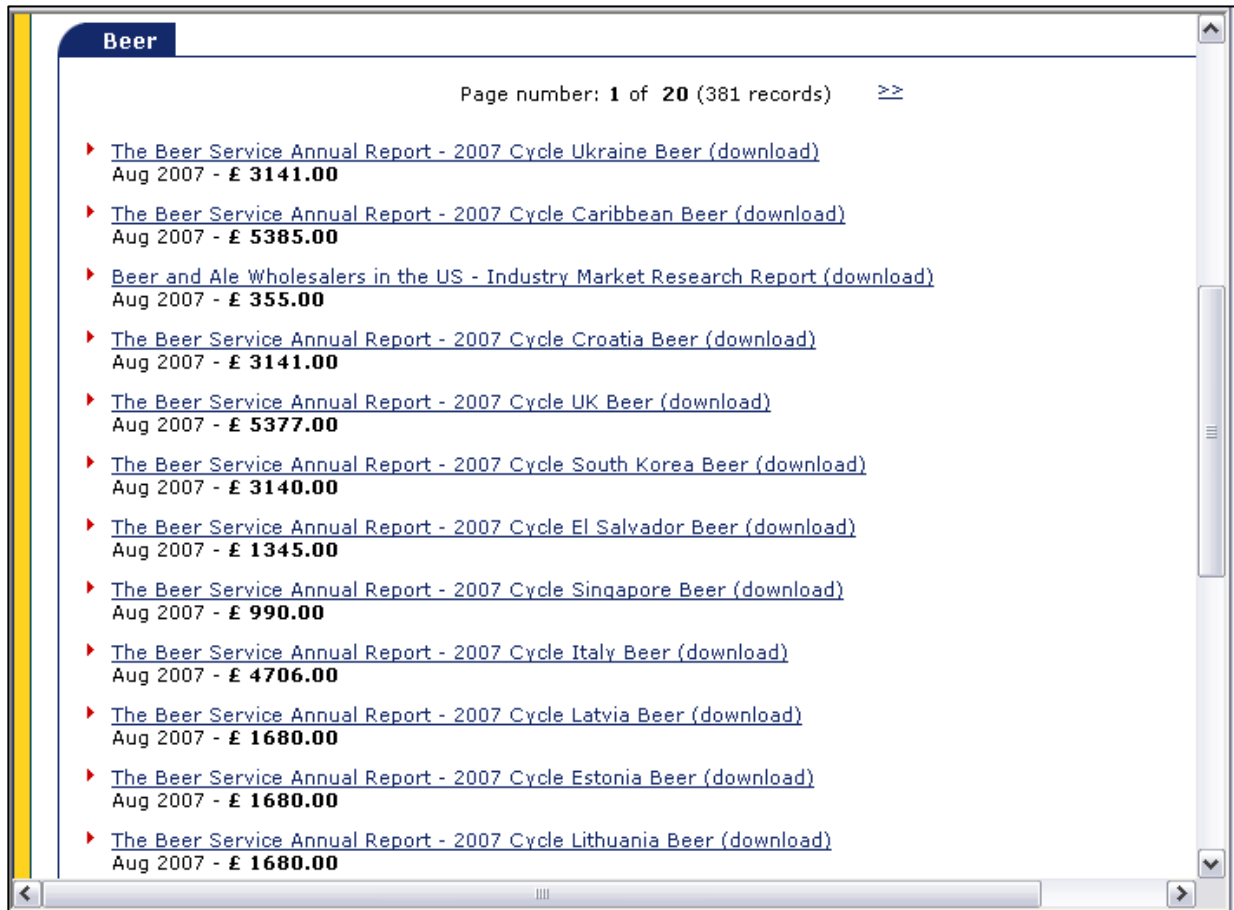 Beer
Page number: 1 of 20 (381 records) >>
The Beer Service Annual Report - 2007 Cycle Ukraine Beer (download)
Aug 2007 - £ 3141.00
The Beer Service Annual Report - 2007 Cycle Caribbean Beer (download)
Aug 2007 - £ 5385.00
Beer and Ale Wholesalers in the US - Industry Market Research Report (download)
Aug 2007 - £ 355.00
The Beer Service Annual Report - 2007 Cycle Croatia Beer (download)
Aug 2007 - £ 3141.00
The Beer Service Annual Report - 2007 Cycle UK Beer (download)
Aug 2007 - £ 5377.00
The Beer Service Annual Report - 2007 Cycle South Korea Beer (download)
Aug 2007 - £ 3140.00
The Beer Service Annual Report - 2007 Cycle El Salvador Beer (download)
Aug 2007 - £ 1345.00
The Beer Service Annual Report - 2007 Cycle Singapore Beer (download)
Aug 2007 - £ 990.00
The Beer Service Annual Report - 2007 Cycle Italy Beer (download)
Aug 2007 - £ 4706.00
The Beer Service Annual Report - 2007 Cycle Latvia Beer (download)
Aug 2007 - £ 1680.00
The Beer Service Annual Report - 2007 Cycle Estonia Beer (download)
Aug 2007 - £ 1680.00
The Beer Service Annual Report - 2007 Cycle Lithuania Beer (download)
Aug 2007 - £ 1680.00